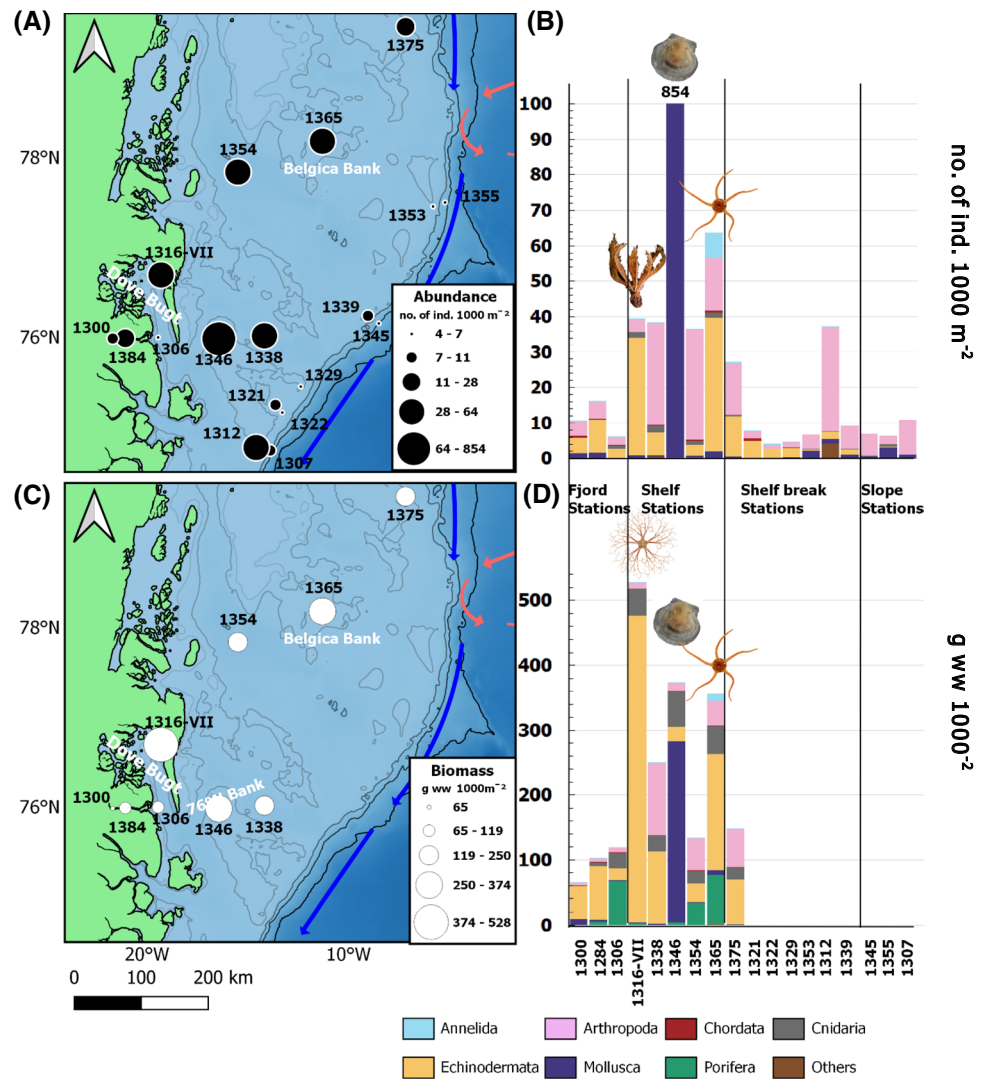 (A)
1375
1365
1354
Belgica Bank
78°N
1355
1353
1316-VII
Dove Bugt
1339
1300
1384
1306
1346
1338
1345
76°N
1329
1321
1322
1312
1307
Abundance
no. of ind. 1000 m⁻²
4 - 7
7 - 11
11 - 28
28 - 64
64 - 854
(B)
854
100
90
80
70
60
50
40
30
20
10
0
no. of ind. 1000 m⁻²
(C)
1375
1365
1354
Belgica Bank
78°N
1316-VII
Dove Bugt
76°N Bank
1300
1384
1306
1346
1338
76°N
Biomass
g ww 1000m⁻²
65
65 - 119
119 - 250
250 - 374
374 - 528
20°W
10°W
0 100 200 km
(D)
Fjord Stations
Shelf Stations
Shelf break Stations
Slope Stations
500
400
300
200
100
0
g ww 1000⁻²
1300
1284
1306
1316-VII
1338
1346
1354
1365
1375
1321
1322
1329
1353
1312
1339
1345
1355
1307
Annelida
Arthropoda
Chordata
Cnidaria
Echinodermata
Mollusca
Porifera
Others